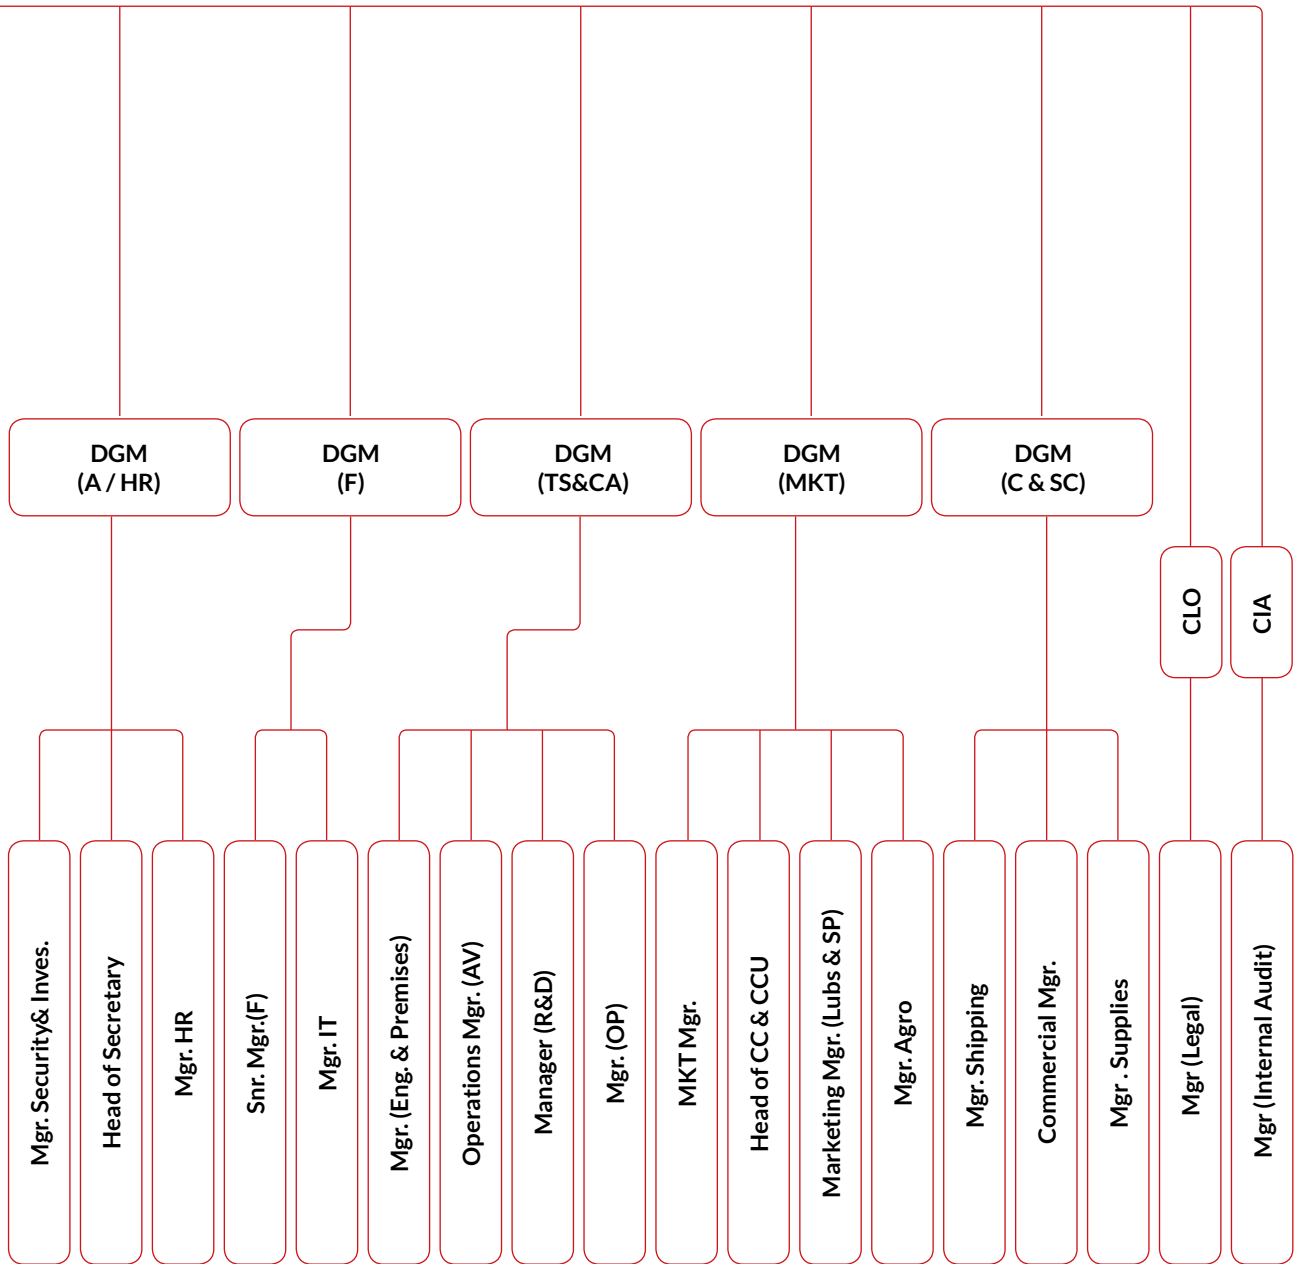 DGM
(A / HR)
DGM
(F)
DGM
(TS&CA)
DGM
(MKT)
DGM
(C & SC)
CLO
CIA
Mgr. Security& Inves.
Head of Secretary
Mgr. HR
Snr. Mgr.(F)
Mgr. IT
Mgr. (Eng. & Premises)
Operations Mgr. (AV)
Manager (R&D)
Mgr. (OP)
MKT Mgr.
Head of CC & CCU
Marketing Mgr. (Lubs & SP)
Mgr. Agro
Mgr. Shipping
Commercial Mgr.
Mgr . Supplies
Mgr (Legal)
Mgr (Internal Audit)